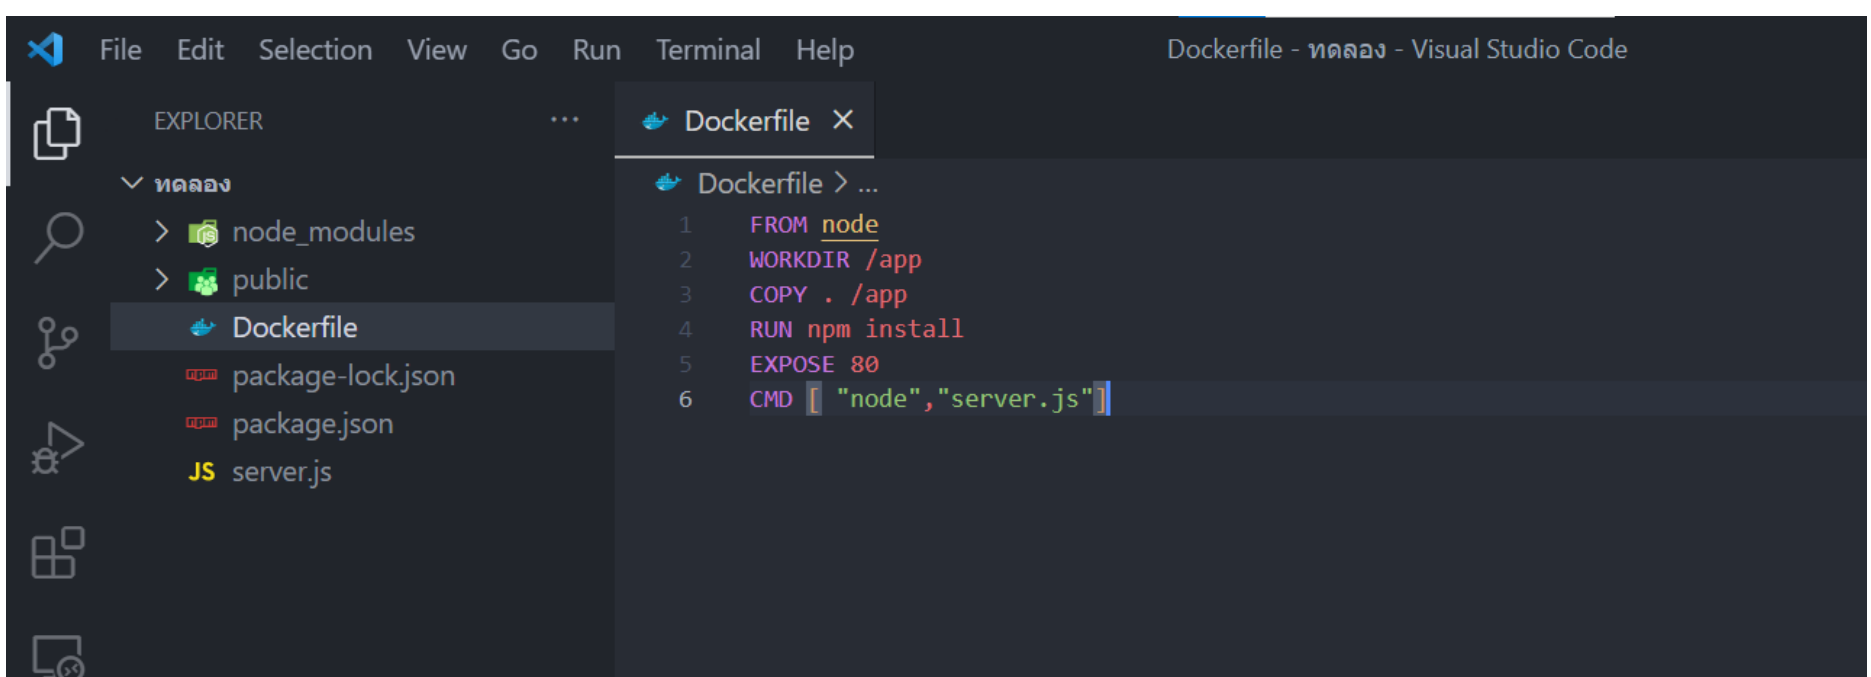 File Edit Selection View Go Run Terminal Help Dockerfile - ทดลอง - Visual Studio Code
EXPLORER ···
ทดลอง
node_modules
public
Dockerfile
package-lock.json
package.json
JS server.js
Dockerfile
Dockerfile > ...
1 FROM node
2 WORKDIR /app
3 COPY . /app
4 RUN npm install
5 EXPOSE 80
6 CMD [ "node","server.js"]